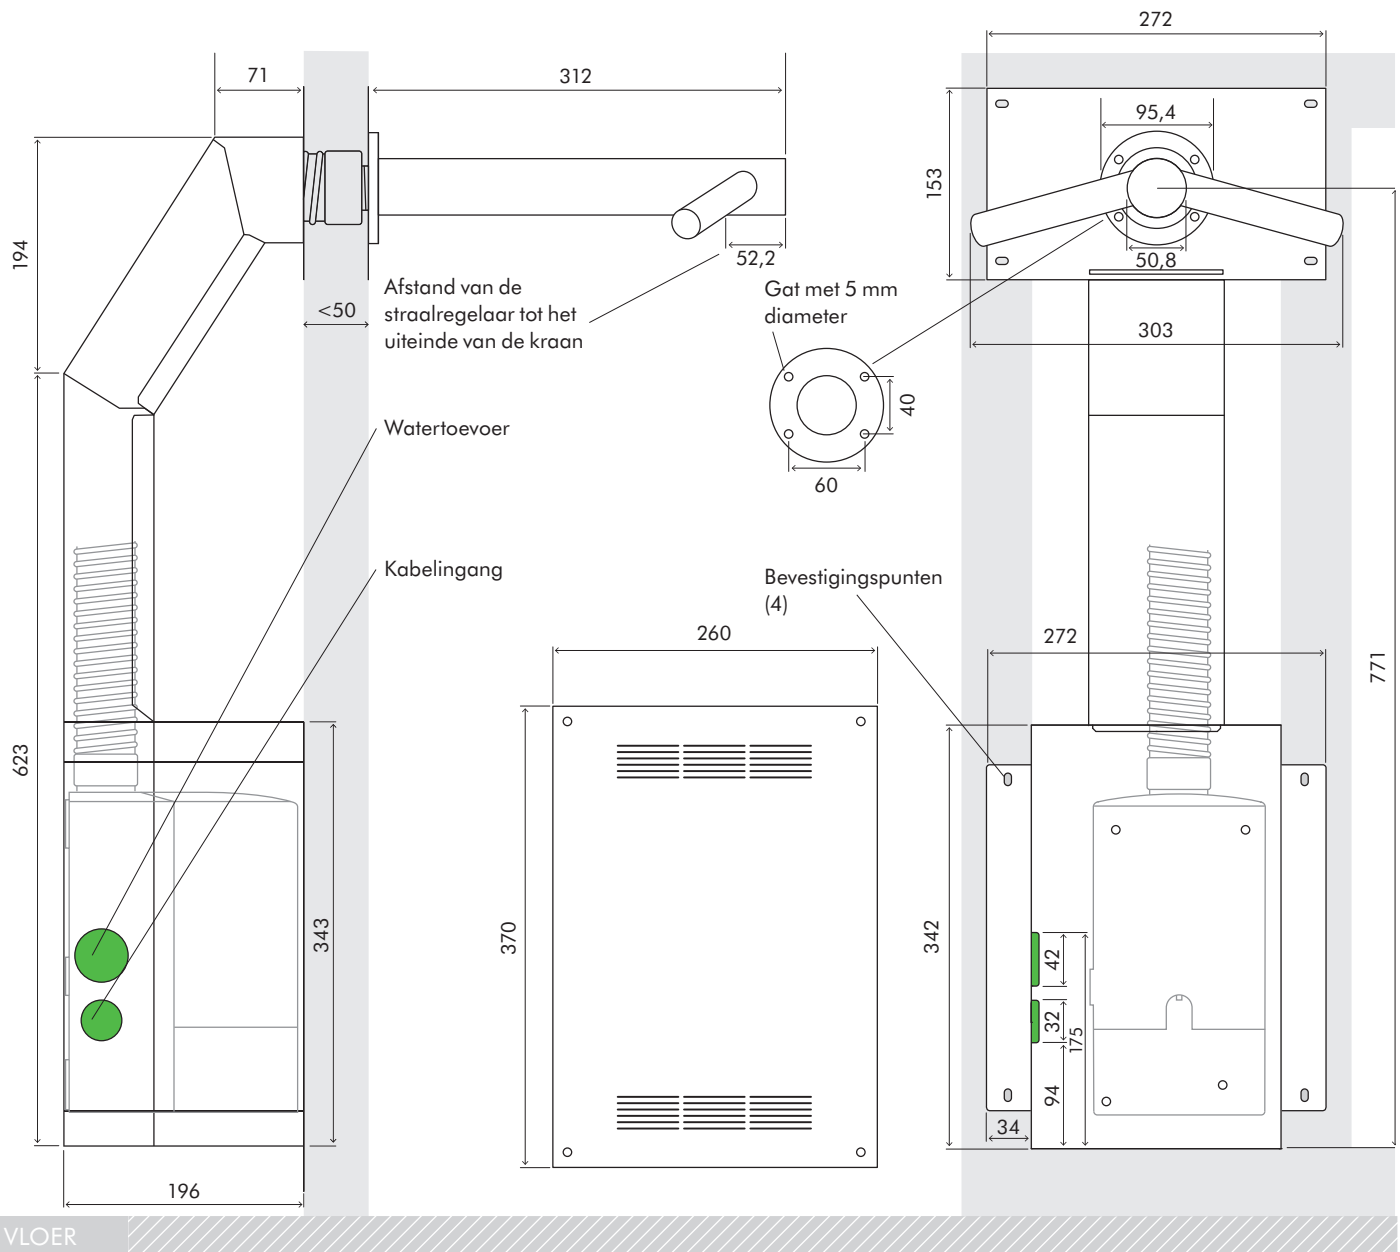 272
71
312
95,4
153
194
52,2
50,8
Afstand van de
straalregelaar tot het
uiteinde van de kraan
<50
Gat met 5 mm
diameter
303
40
60
Watertoevoer
Kabelingang
Bevestigingspunten
(4)
260
272
771
623
343
370
342
42
32
175
94
34
196
VLOER